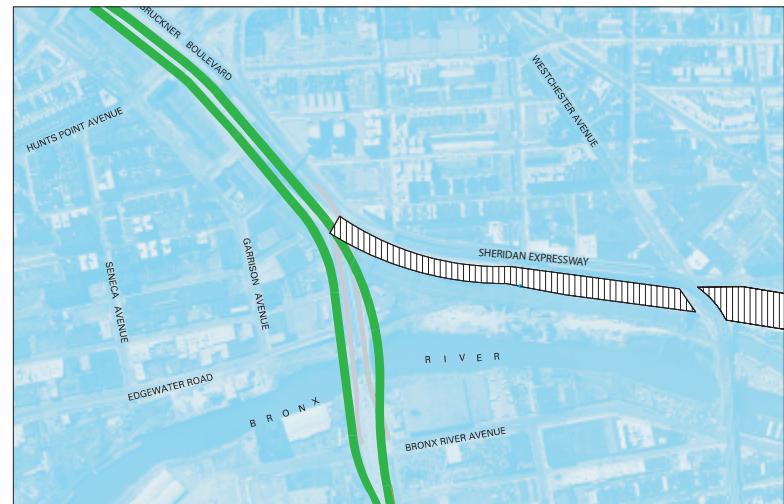 BRUCKNER BOULEVARD
HUNTS POINT AVENUE
WESTCHESTER AVENUE
SHERIDAN EXPRESSWAY
SENECA AVENUE
GARRISON AVENUE
EDGEWATER ROAD
BRONX RIVER
BRONX RIVER AVENUE